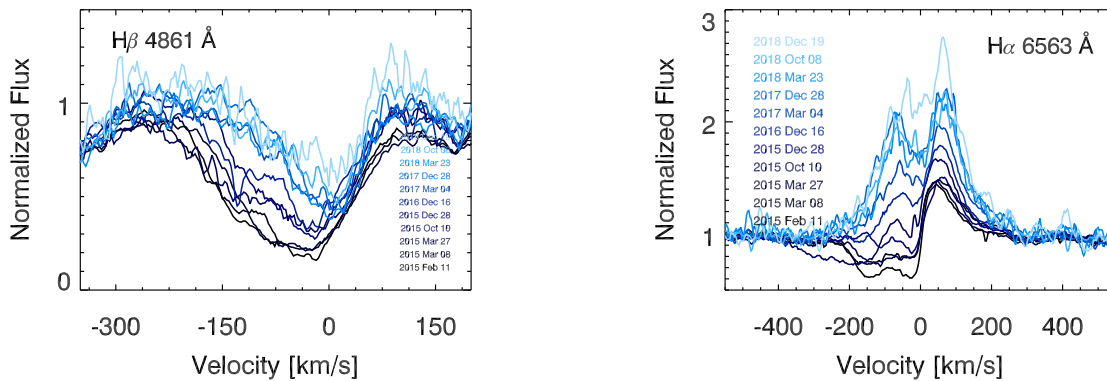 Hβ 4861 Å
Normalized Flux
1
0
2018 Oct 08
2018 Mar 23
2017 Dec 28
2017 Mar 04
2016 Dec 16
2015 Dec 28
2015 Oct 10
2015 Mar 27
2015 Mar 08
2015 Feb 11
-300 -150 0 150
Velocity [km/s]
Hα 6563 Å
Normalized Flux
3
2
1
2018 Dec 19
2018 Oct 08
2018 Mar 23
2017 Dec 28
2017 Mar 04
2016 Dec 16
2015 Dec 28
2015 Oct 10
2015 Mar 27
2015 Mar 08
2015 Feb 11
-400 -200 0 200 400
Velocity [km/s]